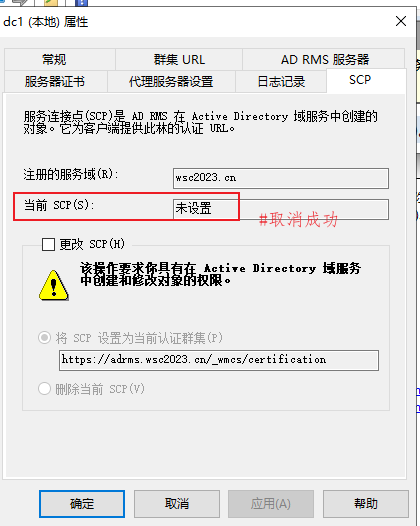 dc1 (本地) 属性
常规
群集 URL
AD RMS 服务器
服务器证书
代理服务器设置
日志记录
SCP
服务连接点(SCP)是 AD RMS 在 Active Directory 域服务中创建的
对象。它为客户端提供此林的认证 URL。
注册的服务域(R):
wsc2023.cn
当前 SCP(S):
未设置
#取消成功
更改 SCP(H)
该操作要求你具有在 Active Directory 域服务
中创建和修改对象的权限。
将 SCP 设置为当前认证群集(P)
https://adrms.wsc2023.cn/_wmcs/certification
删除当前 SCP(V)
确定
取消
应用(A)
帮助